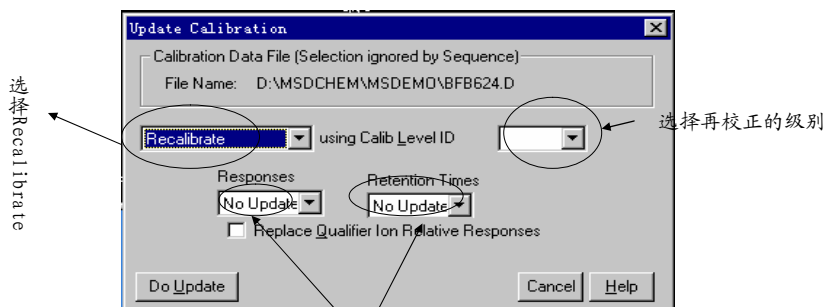 Update Calibration
Calibration Data File (Selection ignored by Sequence)
File Name: D:\MSDCHEM\MSDEMO\BFB624.D
选择Recalibrate
Recalibrate using Calib Level ID
选择再校正的级别
Responses Retention Times
No Update No Update
Replace Qualifier Ion Relative Responses
Do Update Cancel Help